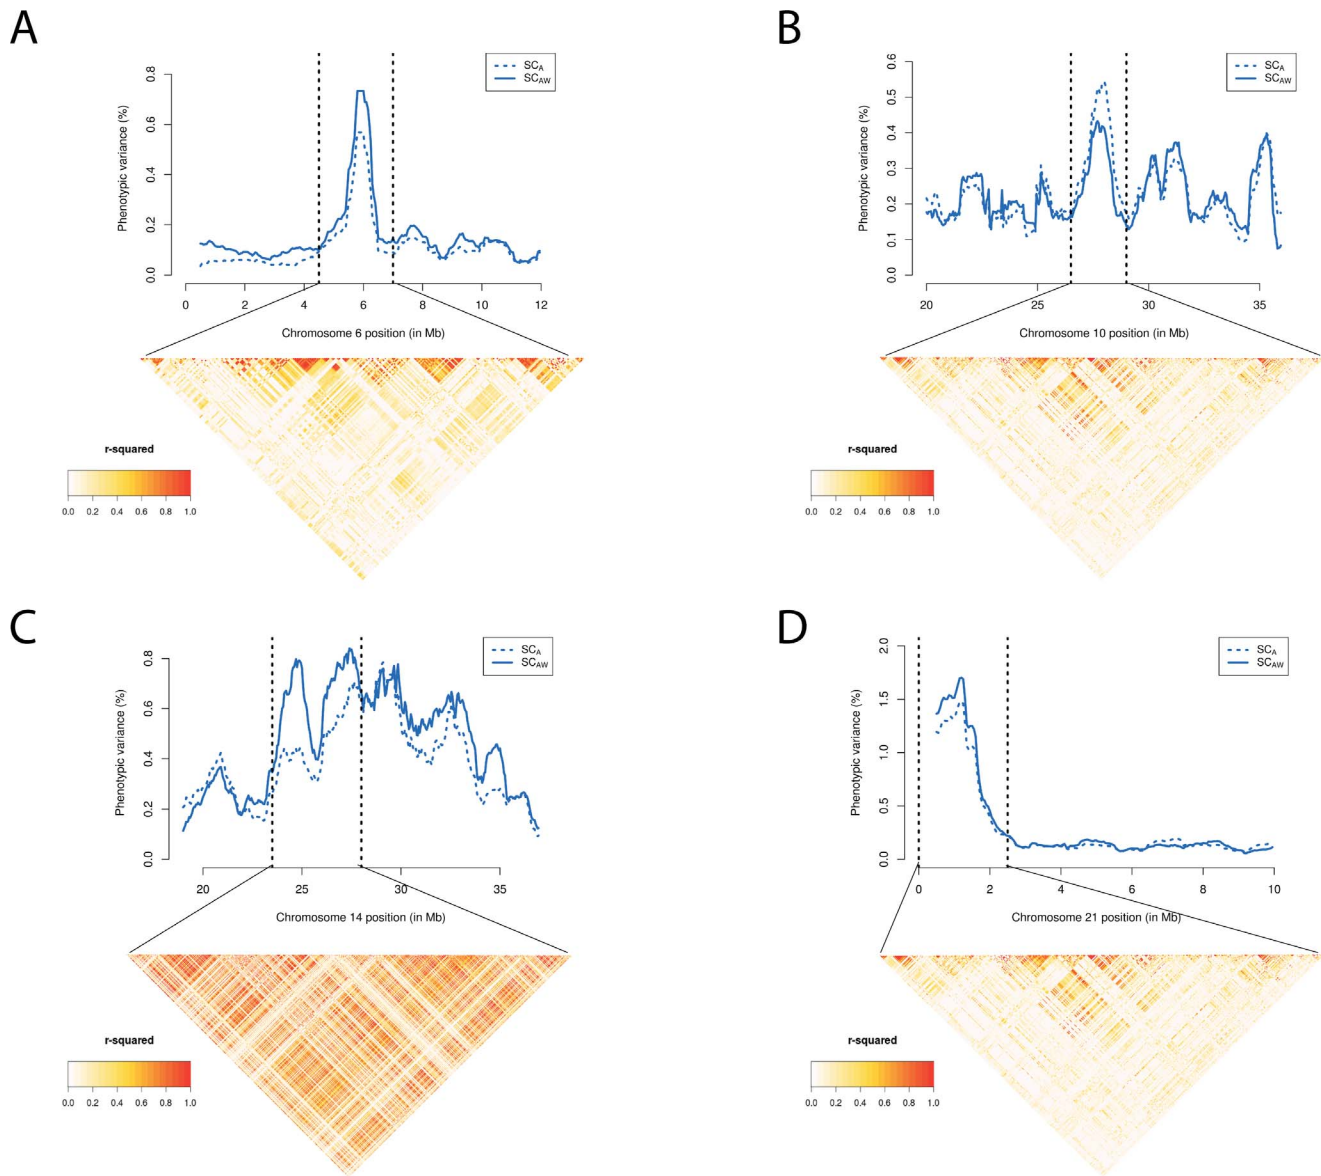 A
SCA
SCAW
Phenotypic variance (%)
0.8
0.6
0.4
0.2
0.0
0 2 4 6 8 10 12
Chromosome 6 position (in Mb)
r-squared
0.0 0.2 0.4 0.6 0.8 1.0
B
SCA
SCAW
Phenotypic variance (%)
0.6
0.5
0.4
0.3
0.2
0.1
0.0
20 25 30 35
Chromosome 10 position (in Mb)
r-squared
0.0 0.2 0.4 0.6 0.8 1.0
C
SCA
SCAW
Phenotypic variance (%)
0.8
0.6
0.4
0.2
0.0
20 25 30 35
Chromosome 14 position (in Mb)
r-squared
0.0 0.2 0.4 0.6 0.8 1.0
D
SCA
SCAW
Phenotypic variance (%)
2.0
1.5
1.0
0.5
0.0
0 2 4 6 8 10
Chromosome 21 position (in Mb)
r-squared
0.0 0.2 0.4 0.6 0.8 1.0